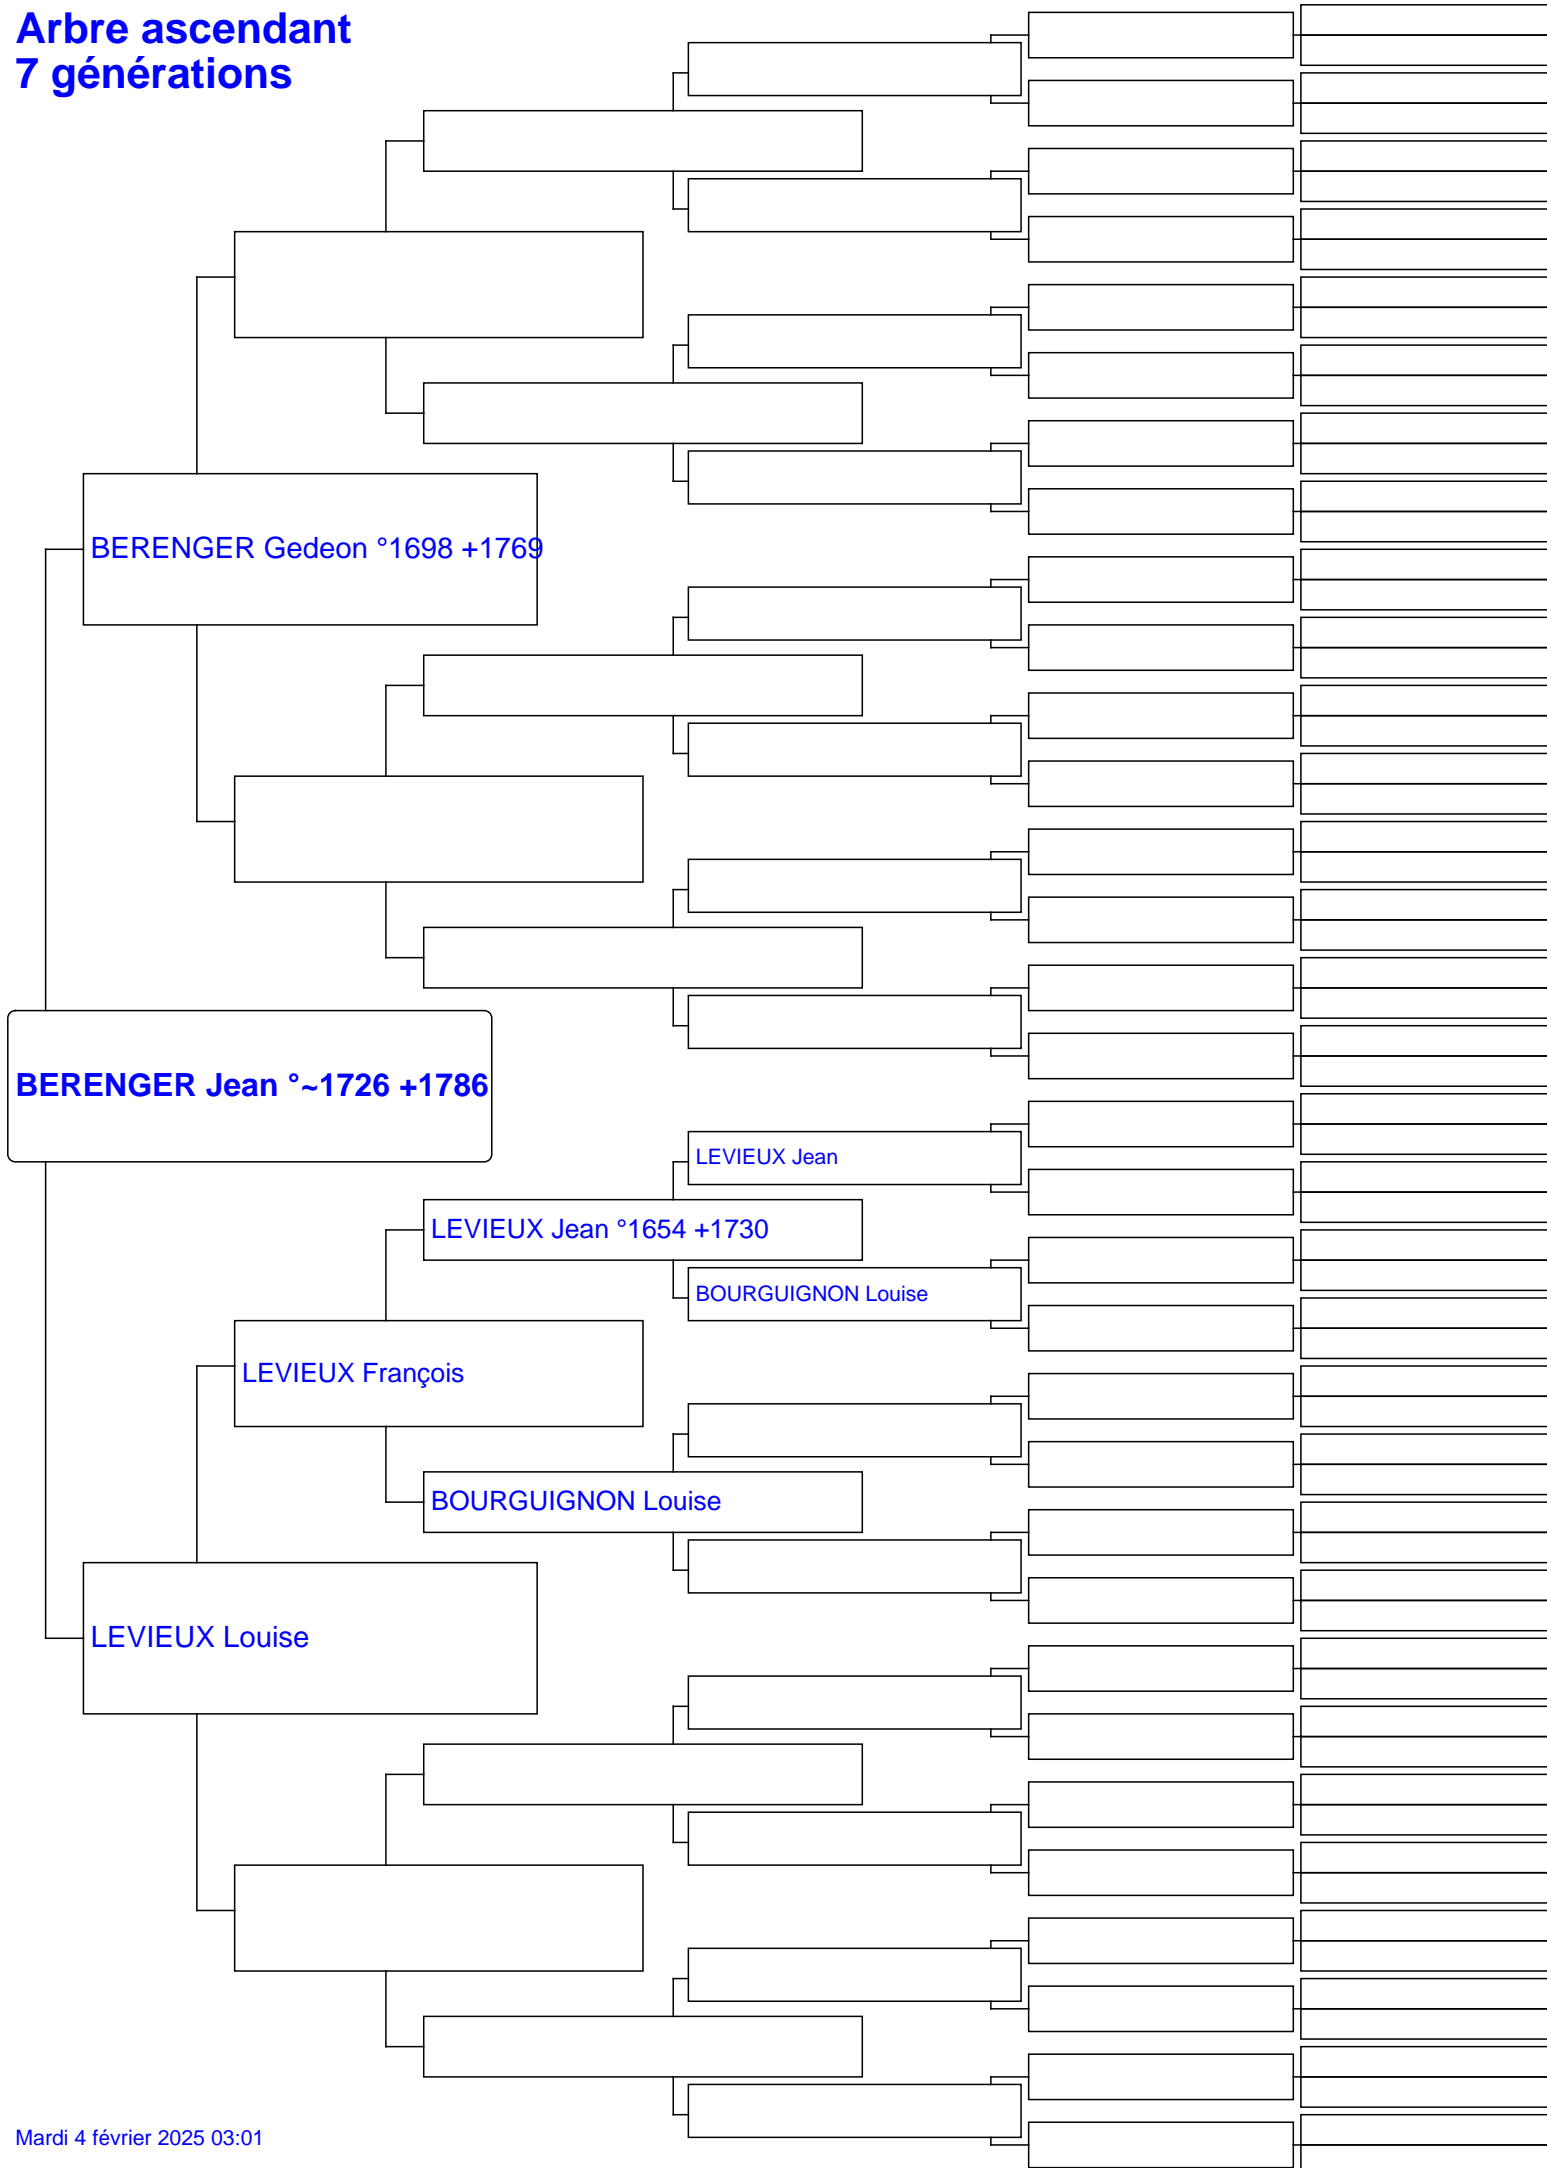 Arbre ascendant
7 générations
BERENGER Gedeon °1698 +1769
BERENGER Jean °~1726 +1786
LEVIEUX Jean
LEVIEUX Jean °1654 +1730
BOURGUIGNON Louise
LEVIEUX François
BOURGUIGNON Louise
LEVIEUX Louise
Mardi 4 février 2025 03:01